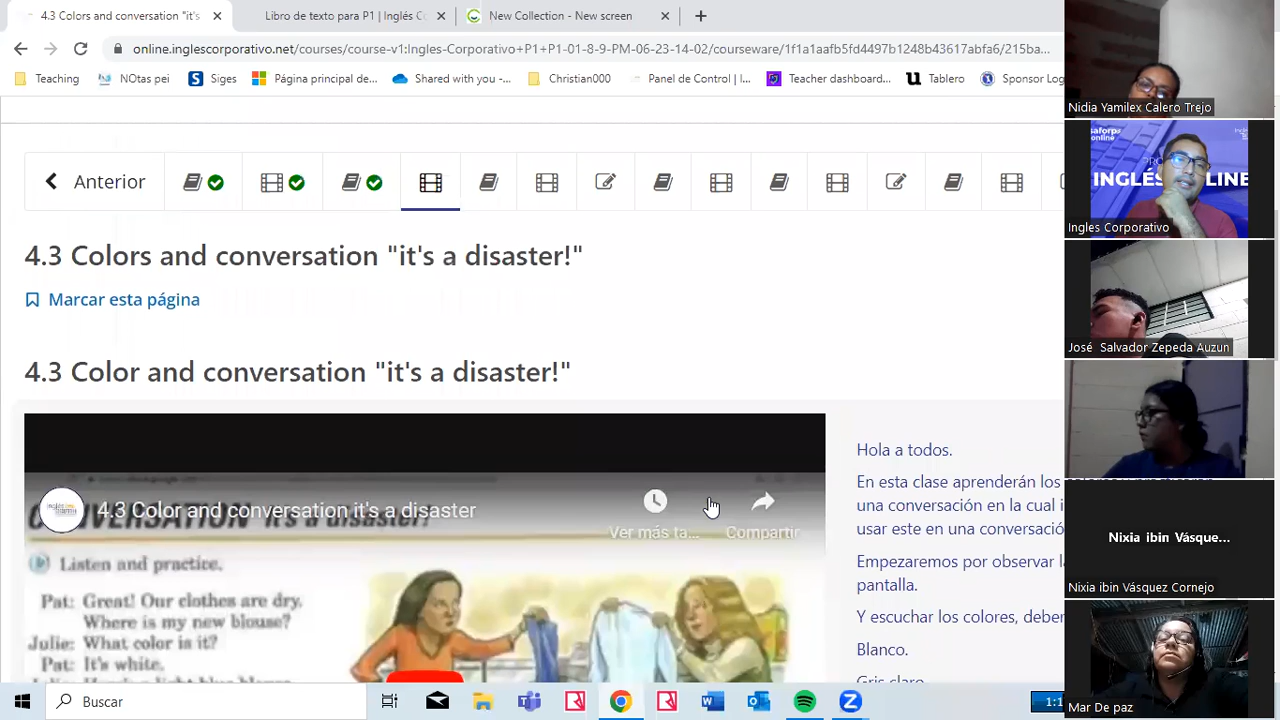 4.3 Colors and conversation "it's
Libro de texto para P1 | Inglés C
New Collection - New screen
online.inglescorporativo.net/courses/course-v1:Ingles-Corporativo+P1+P1-01-8-9-PM-06-23-14-02/courseware/1f1a1aafb5fd4497b1248b43617abfa6/215ba...
Teaching
NOtas pei
Siges
Página principal de...
Shared with you -...
Christian000
Panel de Control | I...
Teacher dashboard...
Tablero
Sponsor Log
Anterior
4.3 Colors and conversation "it's a disaster!"
Marcar esta página
4.3 Color and conversation "it's a disaster!"
4.3 Color and conversation it's a disaster
Ver más ta...
Compartir
CONVERSATION It's a disaster!
Listen and practice.
Pat: Great! Our clothes are dry.
Where is my new blouse?
Julie: What color is it?
Pat: It's white.
Hola a todos.
En esta clase aprenderán los
una conversación en la cual
usar este en una conversació
Empezaremos por observar
pantalla.
Y escuchar los colores, deber
Blanco.
Gris claro.
Nidia Yamilex Calero Trejo
INGLÉS
LINE
Ingles Corporativo
José Salvador Zepeda Auzun
Nixia ibin Vásque...
Nixia ibin Vásquez Cornejo
Mar De paz
Buscar